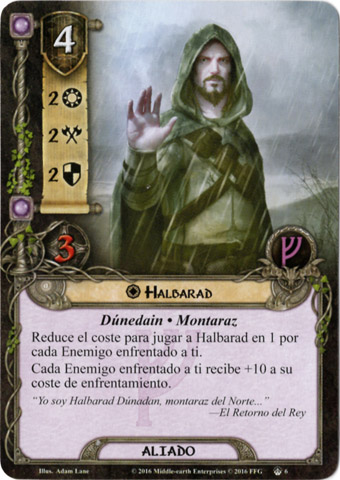 4
2
2
2
3
Halbarad
Dúnedain • Montaraz
Reduce el coste para jugar a Halbarad en 1 por
cada Enemigo enfrentado a ti.
Cada Enemigo enfrentado a ti recibe +10 a su
coste de enfrentamiento.
“Yo soy Halbarad Dúnadan, montaraz del Norte...”
—El Retorno del Rey
ALIADO
Illus. Adam Lane © 2016 Middle-earth Enterprises © 2016 FFG 6